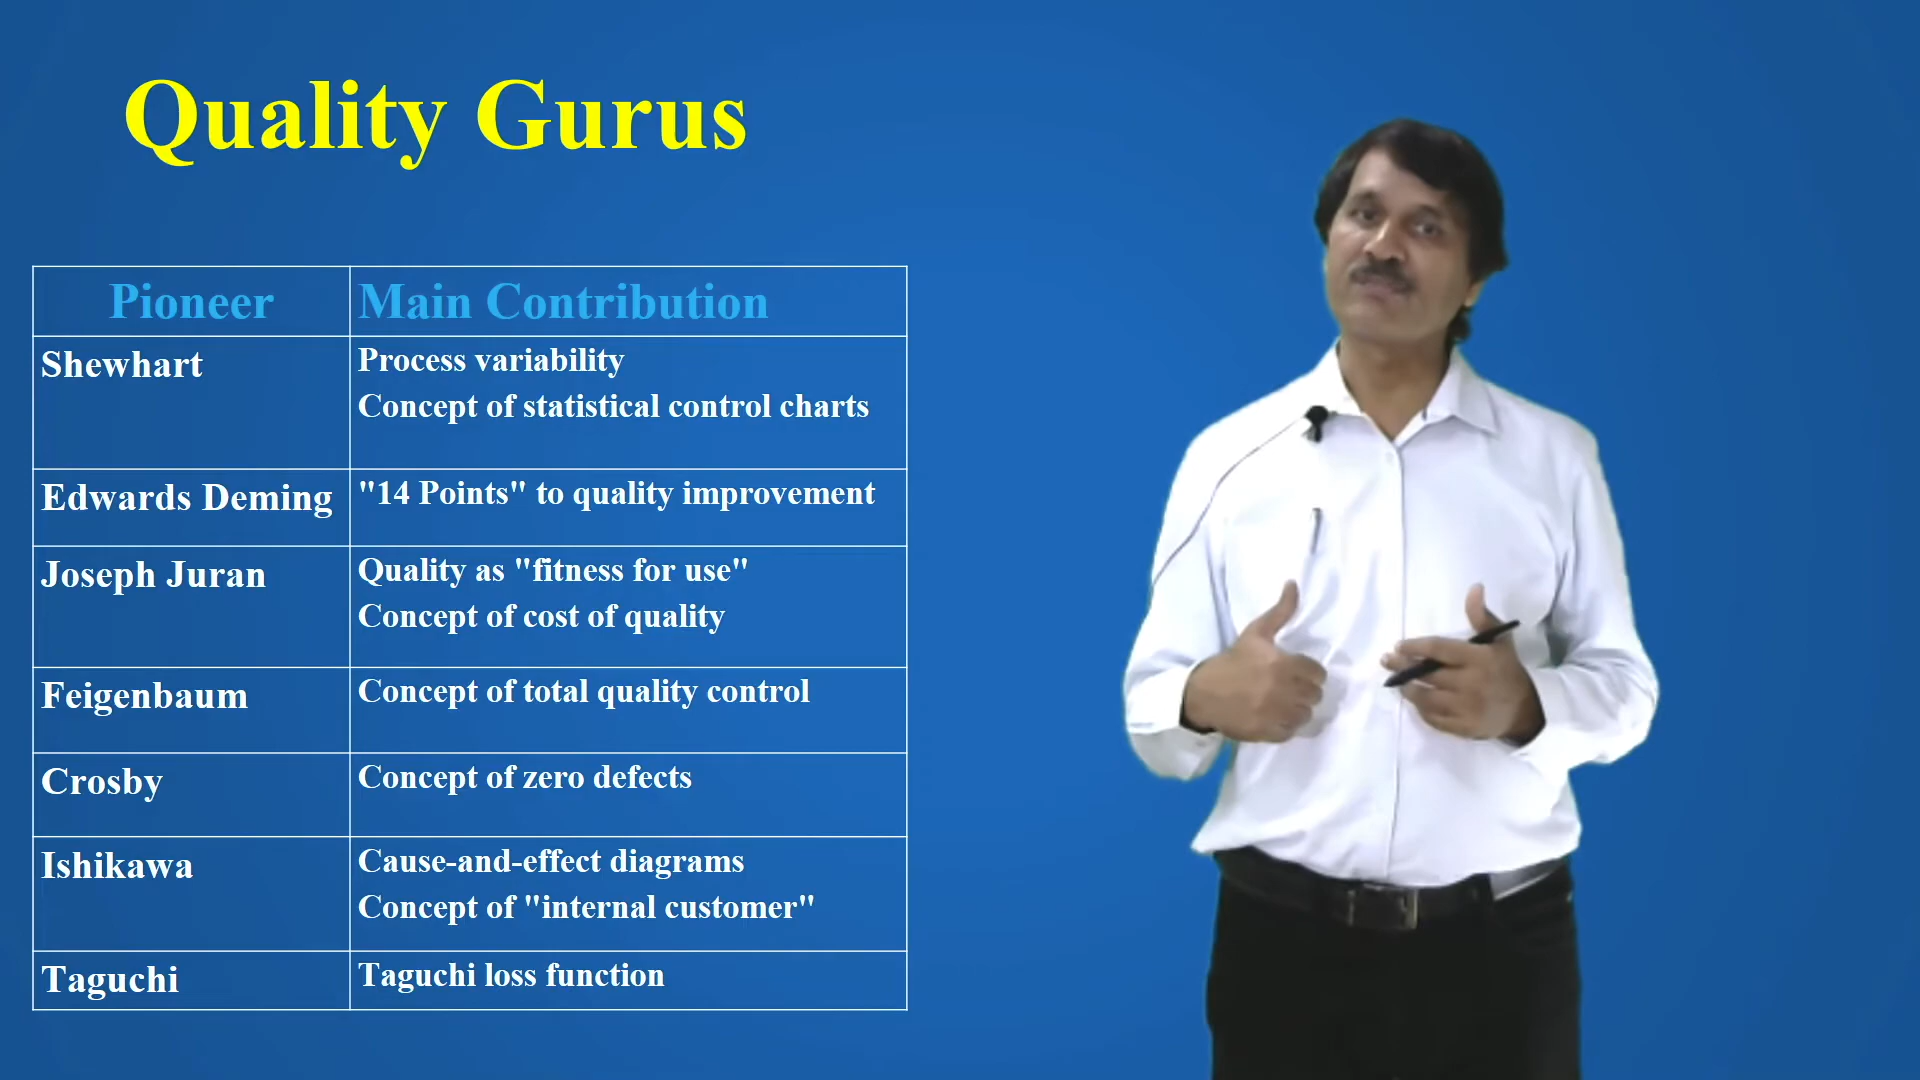 Quality Gurus
Pioneer
Main Contribution
Shewhart
Process variability
Concept of statistical control charts
Edwards Deming
"14 Points" to quality improvement
Joseph Juran
Quality as "fitness for use"
Concept of cost of quality
Feigenbaum
Concept of total quality control
Crosby
Concept of zero defects
Ishikawa
Cause-and-effect diagrams
Concept of "internal customer"
Taguchi
Taguchi loss function